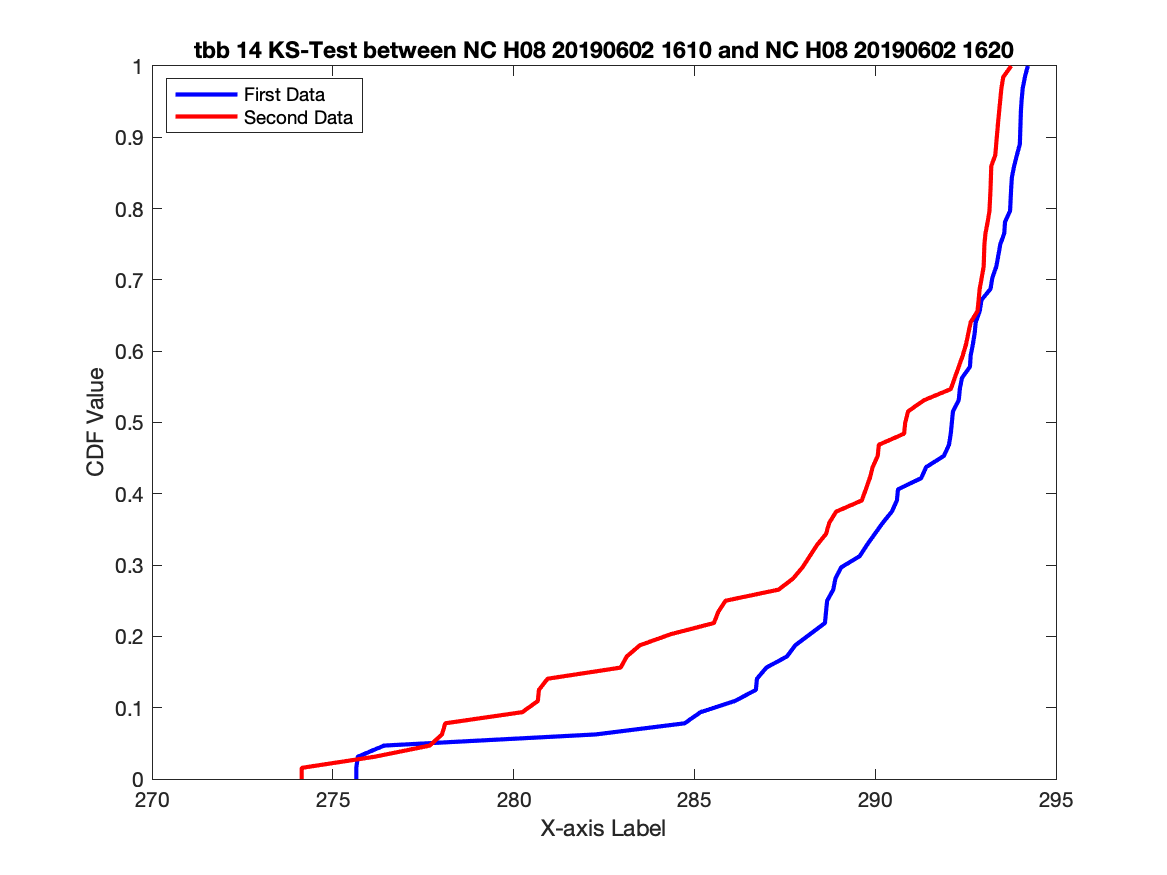 tbb 14 KS-Test between NC H08 20190602 1610 and NC H08 20190602 1620
First Data
Second Data
1
0.9
0.8
0.7
0.6
0.5
0.4
0.3
0.2
0.1
0
CDF Value
270 275 280 285 290 295
X-axis Label